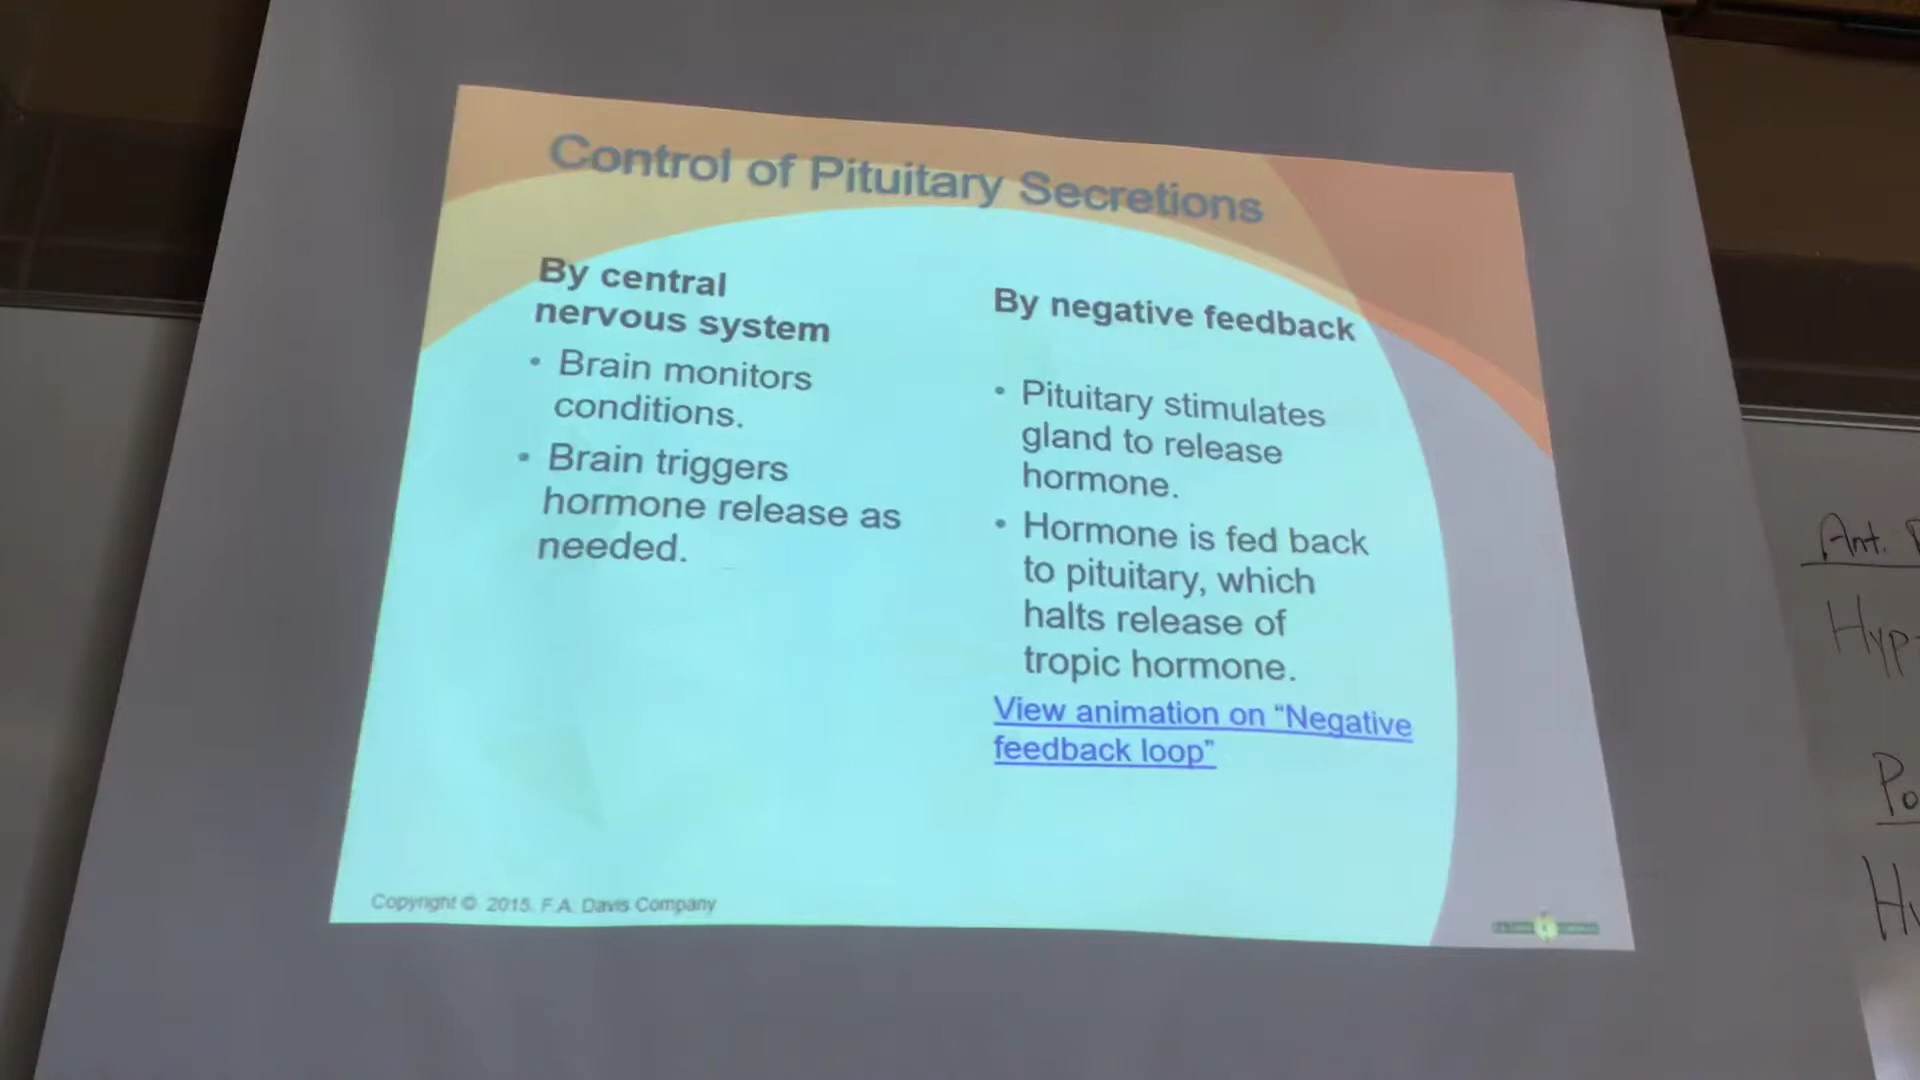 Control of Pituitary Secretions
By central
nervous system
• Brain monitors
conditions.
• Brain triggers
hormone release as
needed.
By negative feedback
• Pituitary stimulates
gland to release
hormone.
• Hormone is fed back
to pituitary, which
halts release of
tropic hormone.
View animation on “Negative
feedback loop”
Copyright © 2015. F.A. Davis Company
Ant.
Hyp
Po